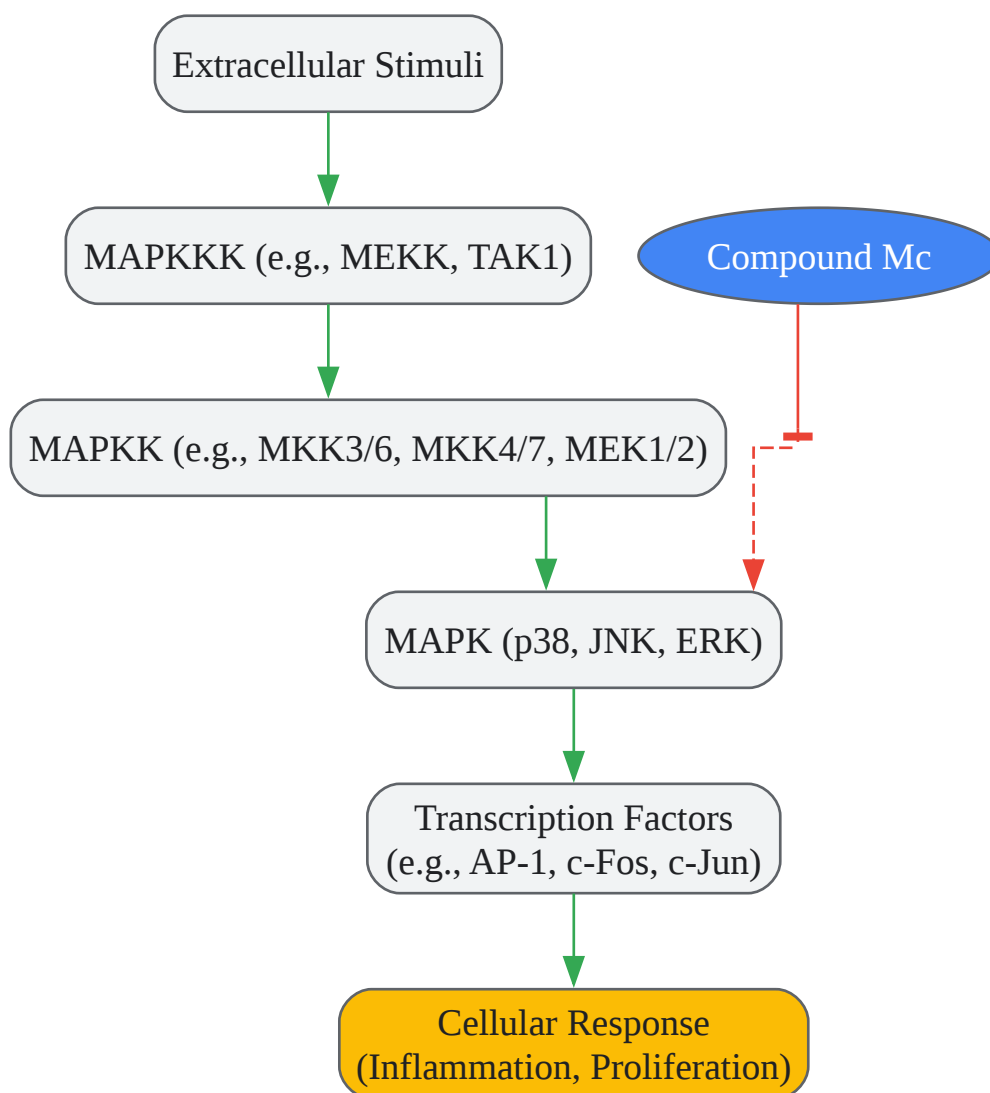 Extracellular Stimuli
MAPKKK (e.g., MEKK, TAK1)
Compound Mc
MAPKK (e.g., MKK3/6, MKK4/7, MEK1/2)
MAPK (p38, JNK, ERK)
Transcription Factors
(e.g., AP-1, c-Fos, c-Jun)
Cellular Response
(Inflammation, Proliferation)